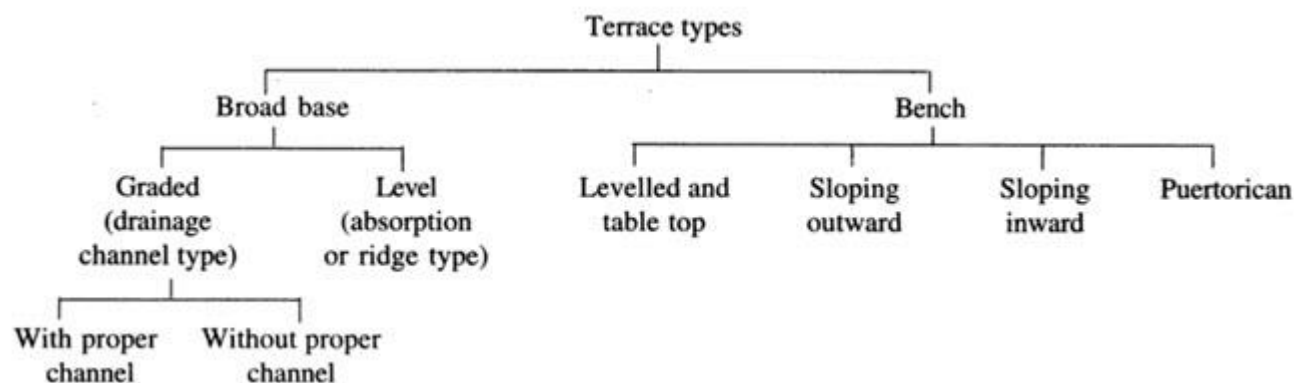 Terrace types
Broad base
Bench
Graded
(drainage
channel type)
Level
(absorption
or ridge type)
Levelled and
table top
Sloping
outward
Sloping
inward
Puertorican
With proper
channel
Without proper
channel